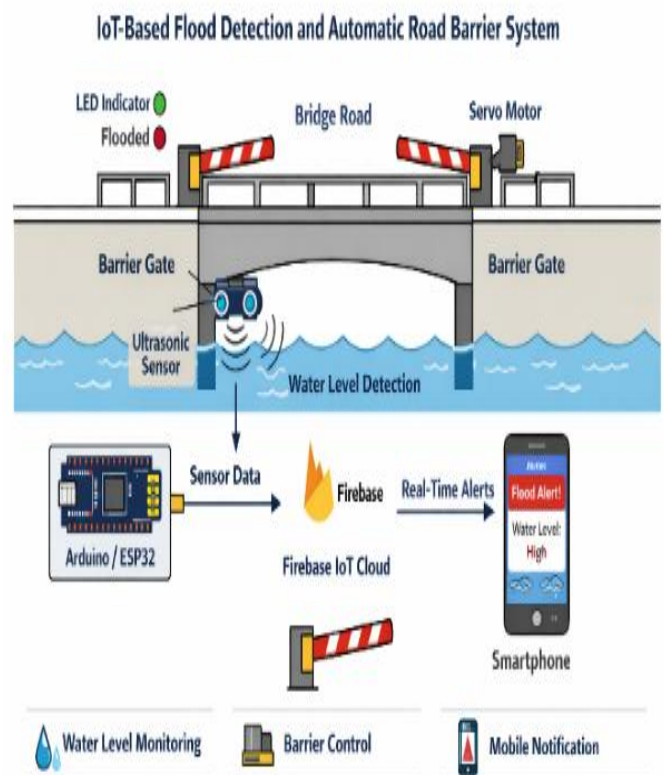 IoT-Based Flood Detection and Automatic Road Barrier System
LED Indicator
Flooded
Bridge Road
Servo Motor
Barrier Gate
Barrier Gate
Ultrasonic
Sensor
Water Level Detection
Sensor Data
Firebase
Real-Time Alerts
Flood Alert!
Water Level:
High
Arduino / ESP32
Firebase IoT Cloud
Smartphone
Water Level Monitoring
Barrier Control
Mobile Notification